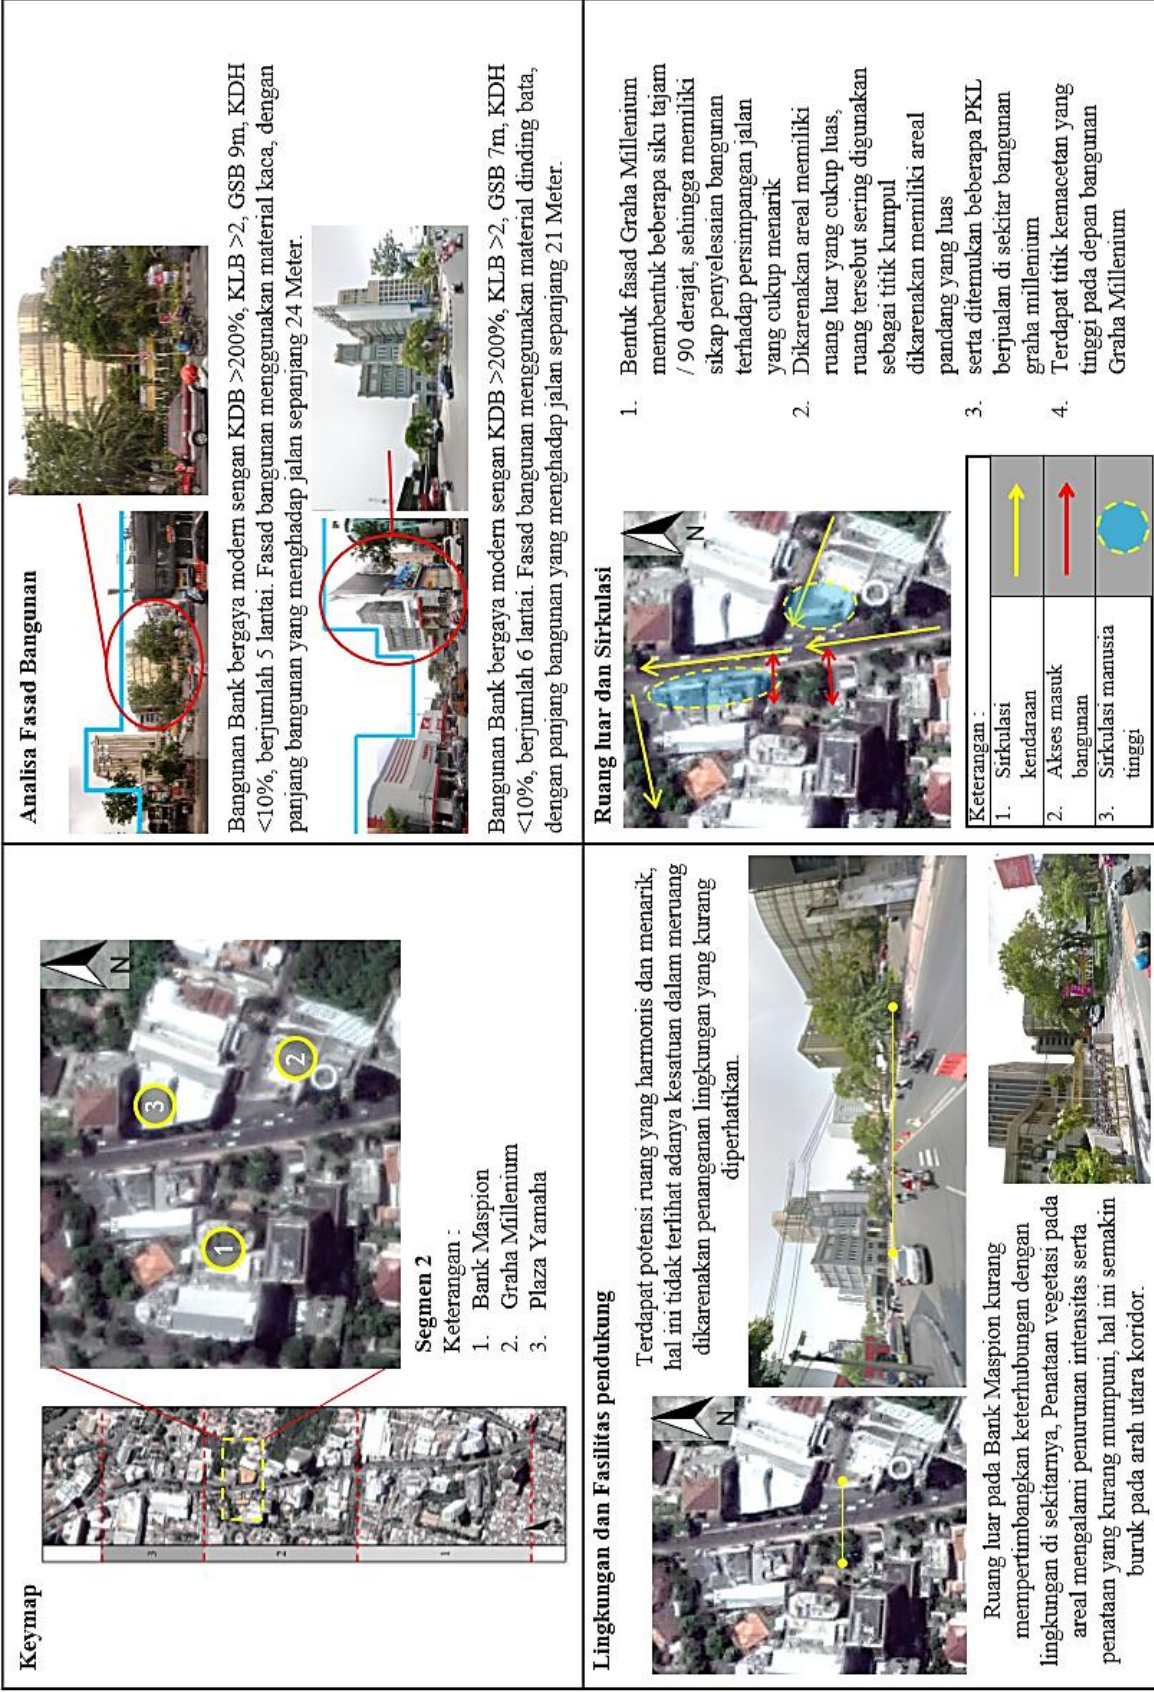 Keymap
3
2
1
N
3
2
1
Segmen 2
Keterangan :
1. Bank Maspion
2. Graha Millenium
3. Plaza Yamaha
Analisa Fasad Bangunan
Bangunan Bank bergaya modern sengan KDB >200%, KLB >2, GSB 9m, KDH
<10%, berjumlah 5 lantai. Fasad bangunan menggunakan material kaca, dengan
panjang bangunan yang menghadap jalan sepanjang 24 Meter.
Bangunan Bank bergaya modern sengan KDB >200%, KLB >2, GSB 7m, KDH
<10%, berjumlah 6 lantai. Fasad bangunan menggunakan material dinding bata,
dengan panjang bangunan yang menghadap jalan sepanjang 21 Meter.
Lingkungan dan Fasilitas pendukung
N
Terdapat potensi ruang yang harmonis dan menarik,
hal ini tidak terlihat adanya kesatuan dalam meruang
dikarenakan penanganan lingkungan yang kurang
diperhatikan.
Ruang luar pada Bank Maspion kurang
mempertimbangkan keterhubungan dengan
lingkungan di sekitarnya, Penataan vegetasi pada
areal mengalami penurunan intensitas serta
penataan yang kurang mumpuni, hal ini semakin
buruk pada arah utara koridor.
Ruang luar dan Sirkulasi
N
Keterangan :
1. Sirkulasi
kendaraan
2. Akses masuk
bangunan
3. Sirkulasi manusia
tinggi
1. Bentuk fasad Graha Millenium
membentuk beberapa siku tajam
/ 90 derajat, sehingga memiliki
sikap penyelesaian bangunan
terhadap persimpangan jalan
yang cukup menarik
2. Dikarenakan areal memiliki
ruang luar yang cukup luas,
ruang tersebut sering digunakan
sebagai titik kumpul
dikarenakan memiliki areal
pandang yang luas
3. serta ditemukan beberapa PKL
berjualan di sekitar bangunan
graha millenium
4. Terdapat titik kemacetan yang
tinggi pada depan bangunan
Graha Millenium